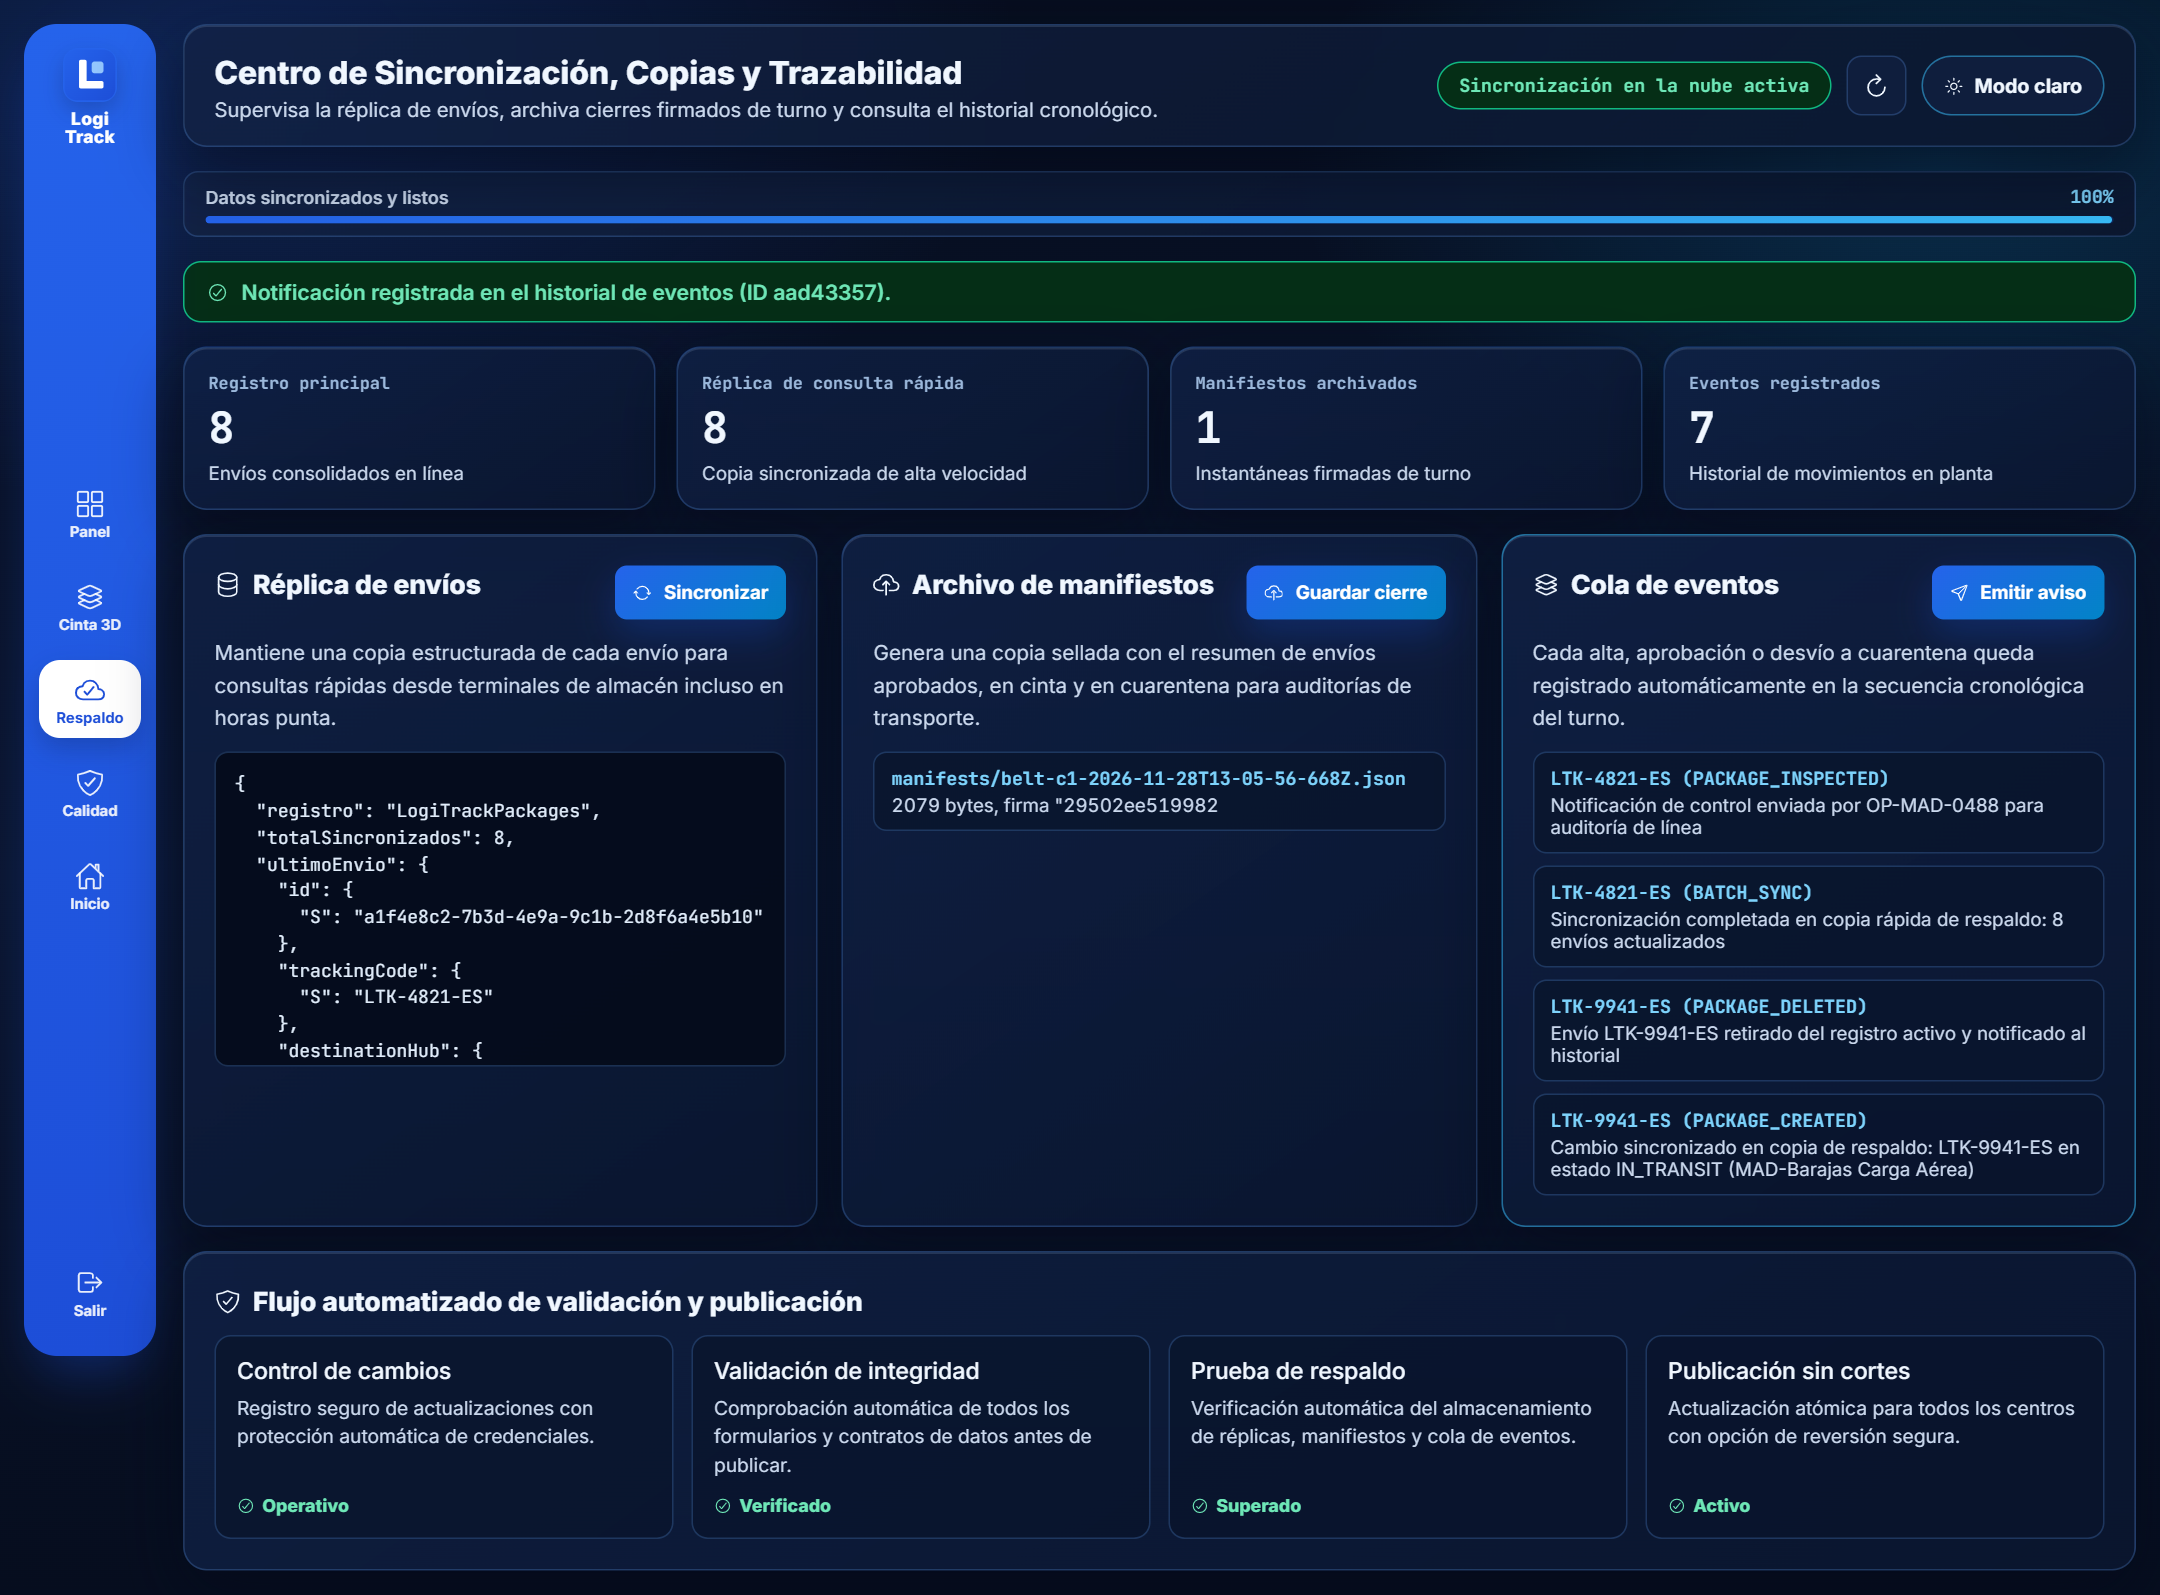 Logi
Track
Panel
Cinta 3D
Respaldo
Calidad
Inicio
Salir
Centro de Sincronización, Copias y Trazabilidad
Supervisa la réplica de envíos, archiva cierres firmados de turno y consulta el historial cronológico.
Sincronización en la nube activa
Modo claro
Datos sincronizados y listos
100%
Notificación registrada en el historial de eventos (ID aad43357).
Registro principal
8
Envíos consolidados en línea
Réplica de consulta rápida
8
Copia sincronizada de alta velocidad
Manifiestos archivados
1
Instantáneas firmadas de turno
Eventos registrados
7
Historial de movimientos en planta
Réplica de envíos
Sincronizar
Mantiene una copia estructurada de cada envío para
consultas rápidas desde terminales de almacén incluso en
horas punta.
{
"registro": "LogiTrackPackages",
"totalSincronizados": 8,
"ultimoEnvio": {
"id": {
"S": "a1f4e8c2-7b3d-4e9a-9c1b-2d8f6a4e5b10"
},
"trackingCode": {
"S": "LTK-4821-ES"
},
"destinationHub": {
Archivo de manifiestos
Guardar cierre
Genera una copia sellada con el resumen de envíos
aprobados, en cinta y en cuarentena para auditorías de
transporte.
manifests/belt-c1-2026-11-28T13-05-56-668Z.json
2079 bytes, firma "29502ee519982
Cola de eventos
Emitir aviso
Cada alta, aprobación o desvío a cuarentena queda
registrado automáticamente en la secuencia cronológica
del turno.
LTK-4821-ES (PACKAGE_INSPECTED)
Notificación de control enviada por OP-MAD-0488 para
auditoría de línea
LTK-4821-ES (BATCH_SYNC)
Sincronización completada en copia rápida de respaldo: 8
envíos actualizados
LTK-9941-ES (PACKAGE_DELETED)
Envío LTK-9941-ES retirado del registro activo y notificado al
historial
LTK-9941-ES (PACKAGE_CREATED)
Cambio sincronizado en copia de respaldo: LTK-9941-ES en
estado IN_TRANSIT (MAD-Barajas Carga Aérea)
Flujo automatizado de validación y publicación
Control de cambios
Registro seguro de actualizaciones con
protección automática de credenciales.
Operativo
Validación de integridad
Comprobación automática de todos los
formularios y contratos de datos antes de
publicar.
Verificado
Prueba de respaldo
Verificación automática del almacenamiento
de réplicas, manifiestos y cola de eventos.
Superado
Publicación sin cortes
Actualización atómica para todos los centros
con opción de reversión segura.
Activo